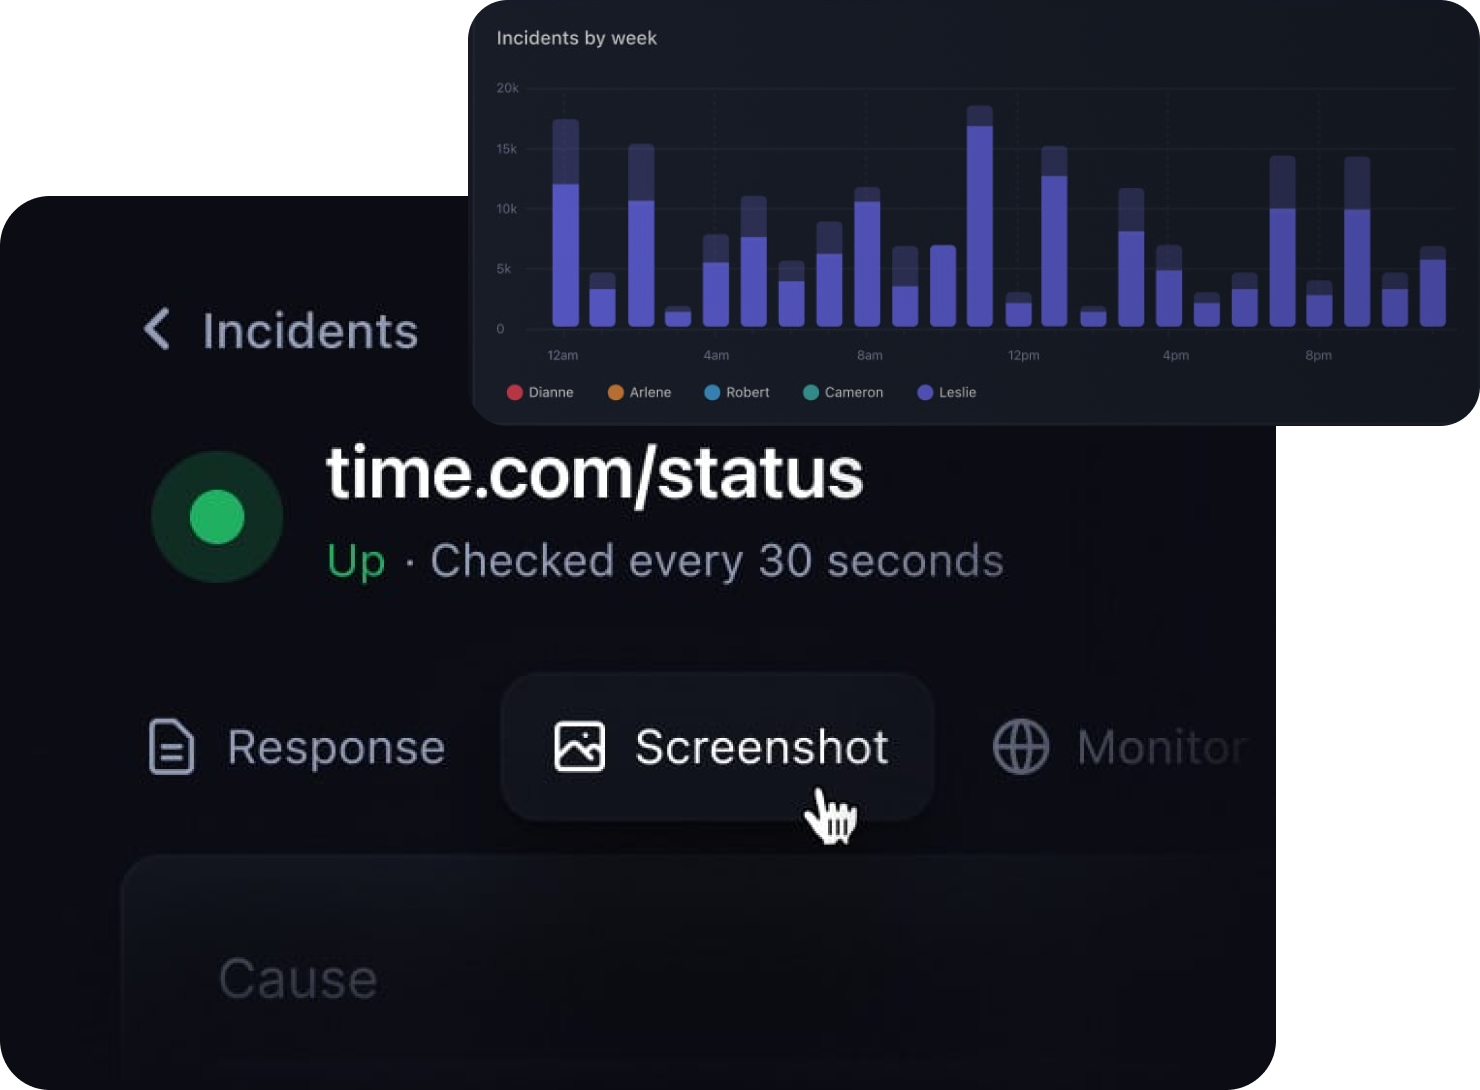 Incidents by week
20k
15k
10k
5k
0
12am 4am 8am 12pm 4pm 8pm
Dianne Arlene Robert Cameron Leslie
Incidents
time.com/status
Up · Checked every 30 seconds
Response Screenshot Monitor
Cause